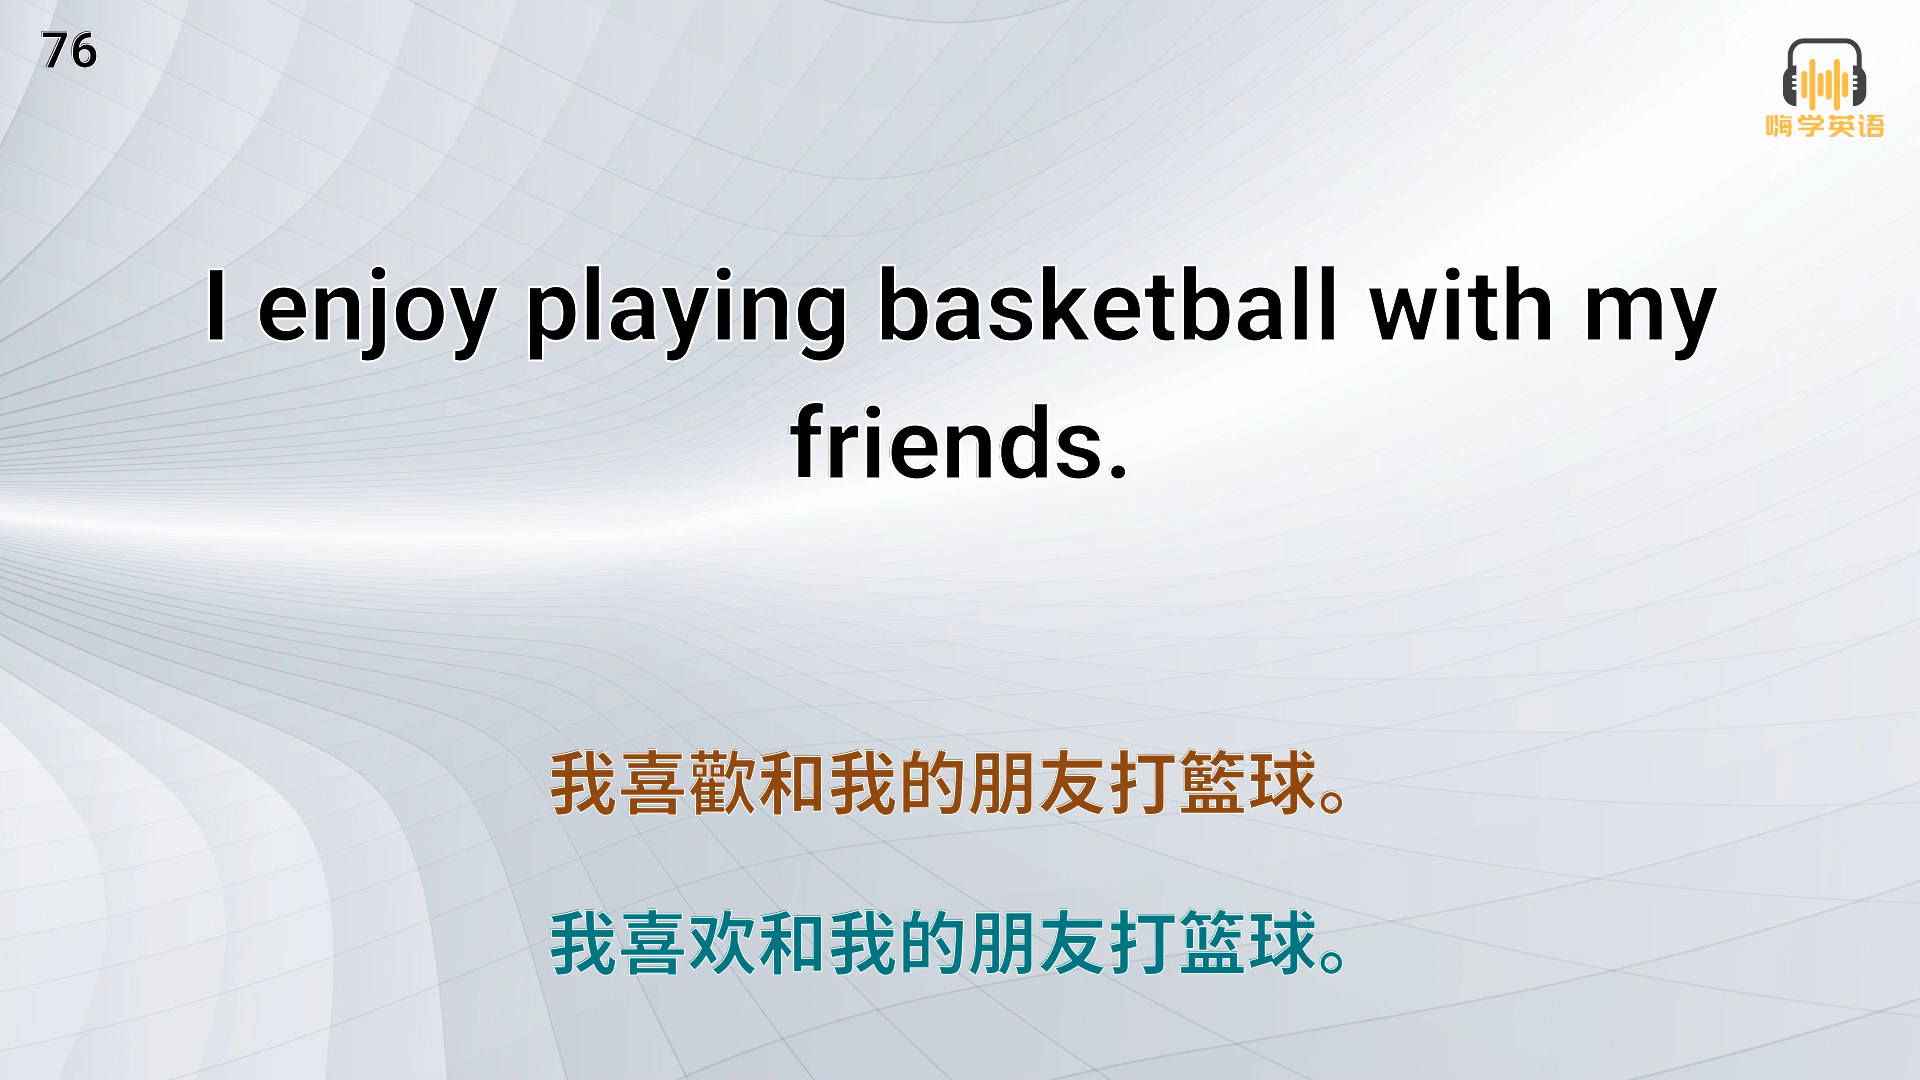 76
嗨学英语
I enjoy playing basketball with my
friends.
我喜歡和我的朋友打籃球。
我喜欢和我的朋友打篮球。